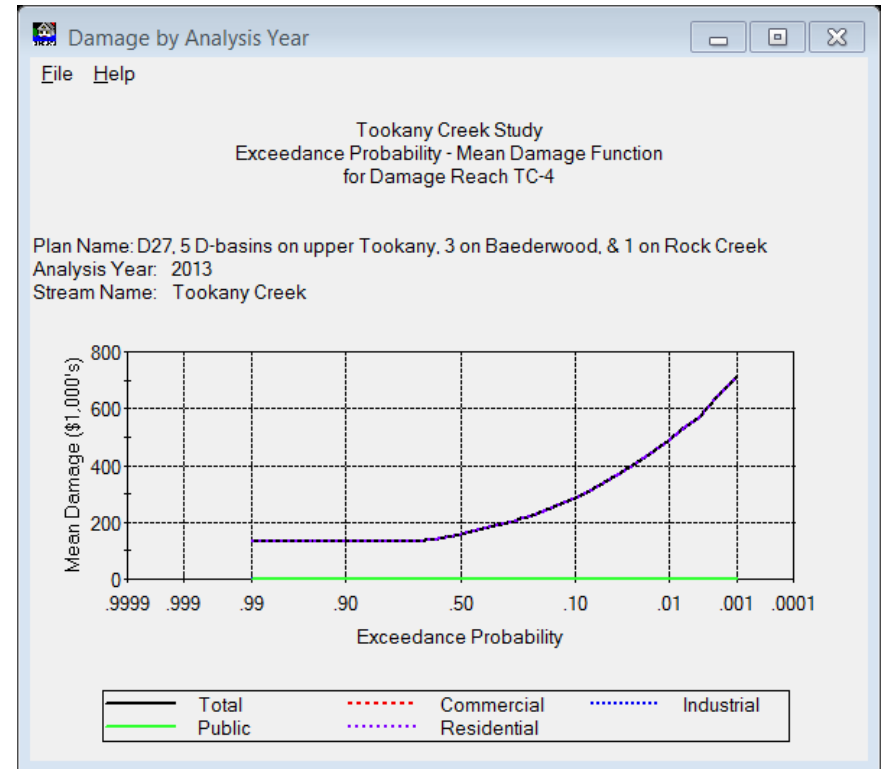 Damage by Analysis Year
File Help
Tookany Creek Study
Exceedance Probability - Mean Damage Function
for Damage Reach TC-4
Plan Name: D27, 5 D-basins on upper Tookany, 3 on Baederwood, & 1 on Rock Creek
Analysis Year: 2013
Stream Name: Tookany Creek
Mean Damage ($1,000's)
800
600
400
200
0
.9999 .999 .99 .90 .50 .10 .01 .001 .0001
Exceedance Probability
Total Commercial Industrial
Public Residential